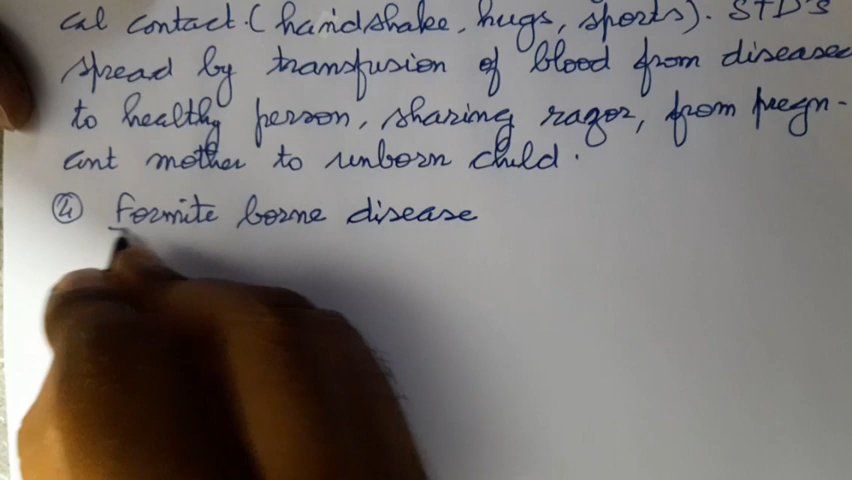 cal contact. (handshake, hugs, sports). STD's
spread by transfusion of blood from diseased
to healthy person, sharing razor, from pregn-
ant mother to unborn child.
④ Formite borne disease